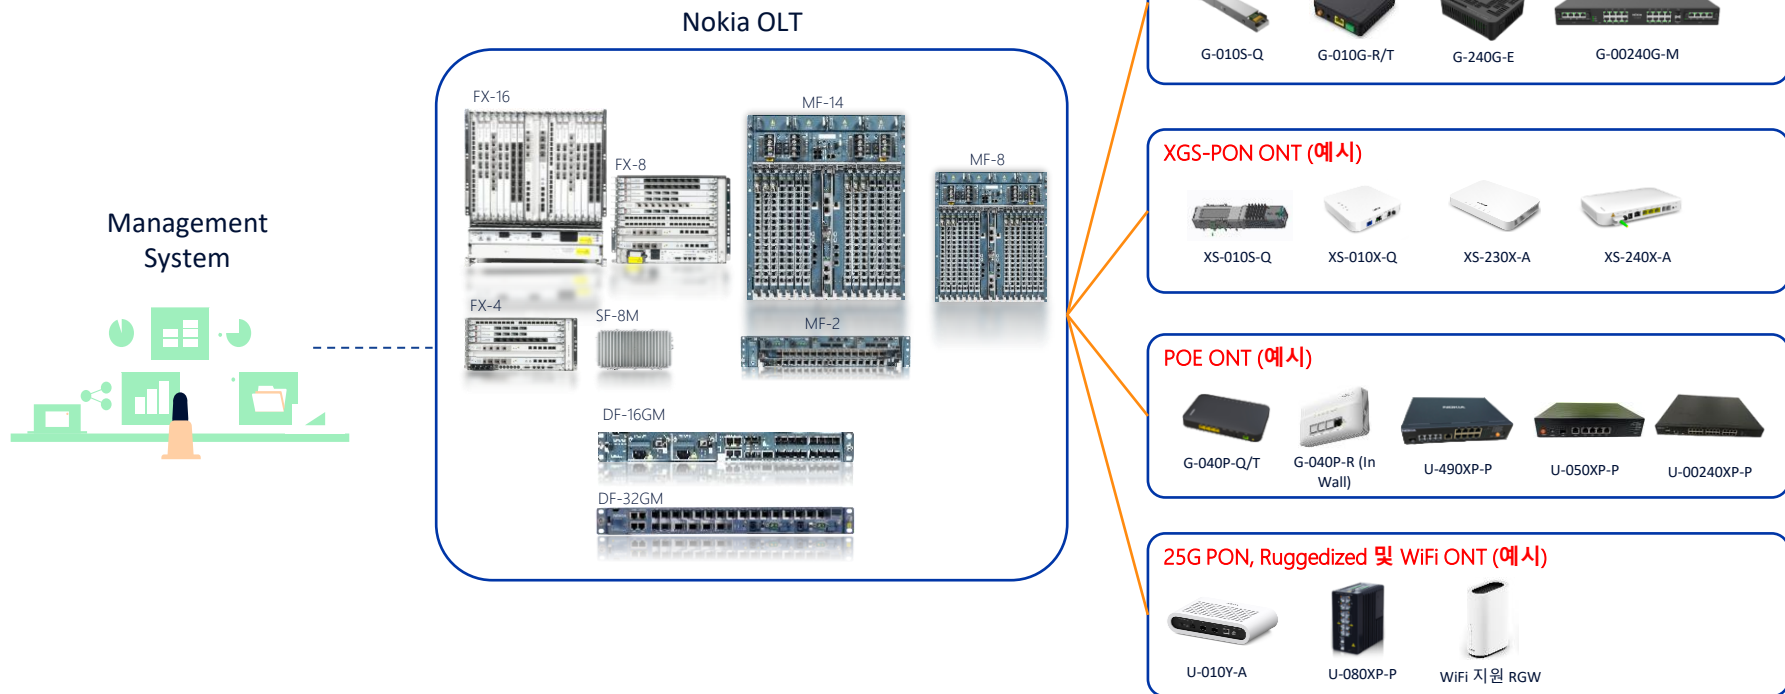 Nokia OLT
Management
System
FX-16
FX-8
MF-14
MF-8
FX-4
SF-8M
MF-2
DF-16GM
DF-32GM
G-010S-Q
G-010G-R/T
G-240G-E
G-00240G-M
XGS-PON ONT (예시)
XS-010S-Q
XS-010X-Q
XS-230X-A
XS-240X-A
POE ONT (예시)
G-040P-Q/T
G-040P-R (In
Wall)
U-490XP-P
U-050XP-P
U-00240XP-P
25G PON, Ruggedized 및 WiFi ONT (예시)
U-010Y-A
U-080XP-P
WiFi 지원 RGW